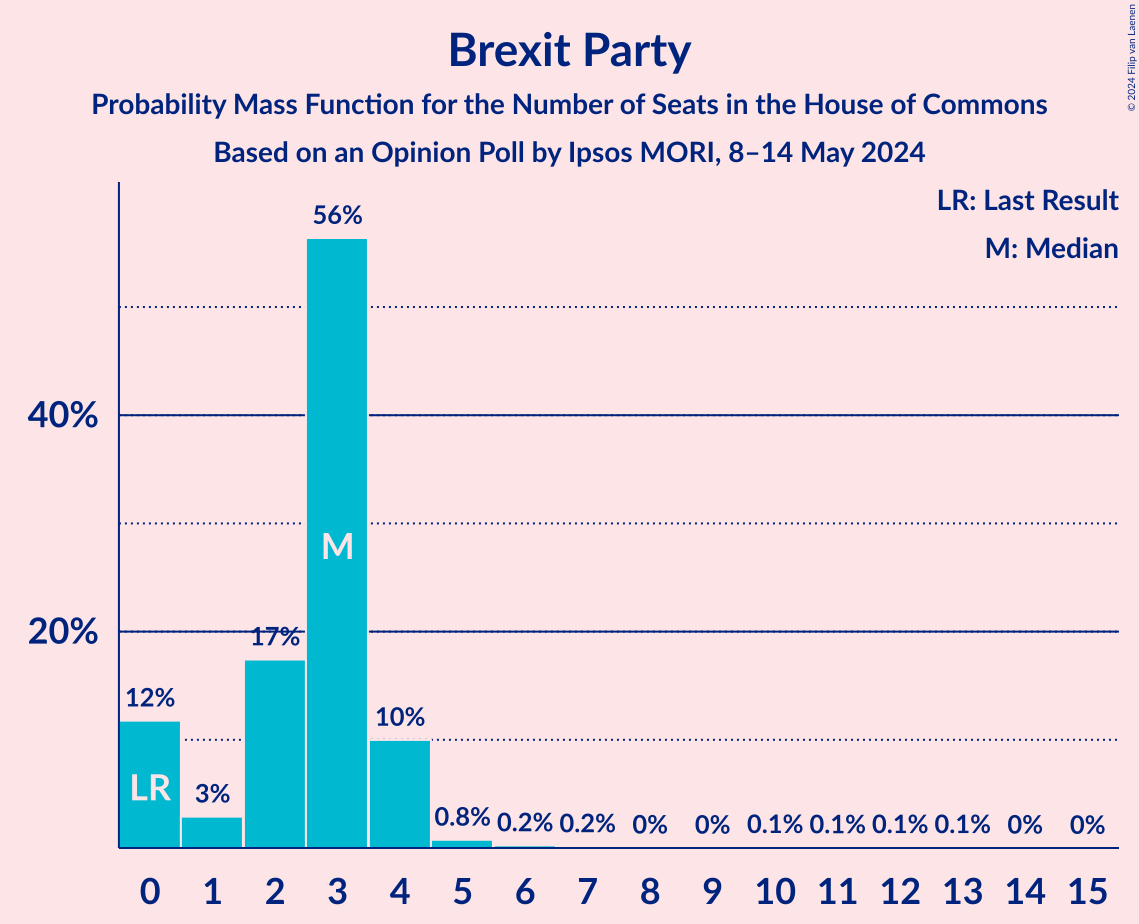 Brexit Party
Probability Mass Function for the Number of Seats in the House of Commons
Based on an Opinion Poll by Ipsos MORI, 8–14 May 2024
© 2024 Filip van Laenen
LR: Last Result
M: Median
56%
40%
20%
17%
12%
10%
3%
0.8% 0.2% 0.2% 0% 0% 0.1% 0.1% 0.1% 0.1% 0% 0%
M
LR
0 1 2 3 4 5 6 7 8 9 10 11 12 13 14 15